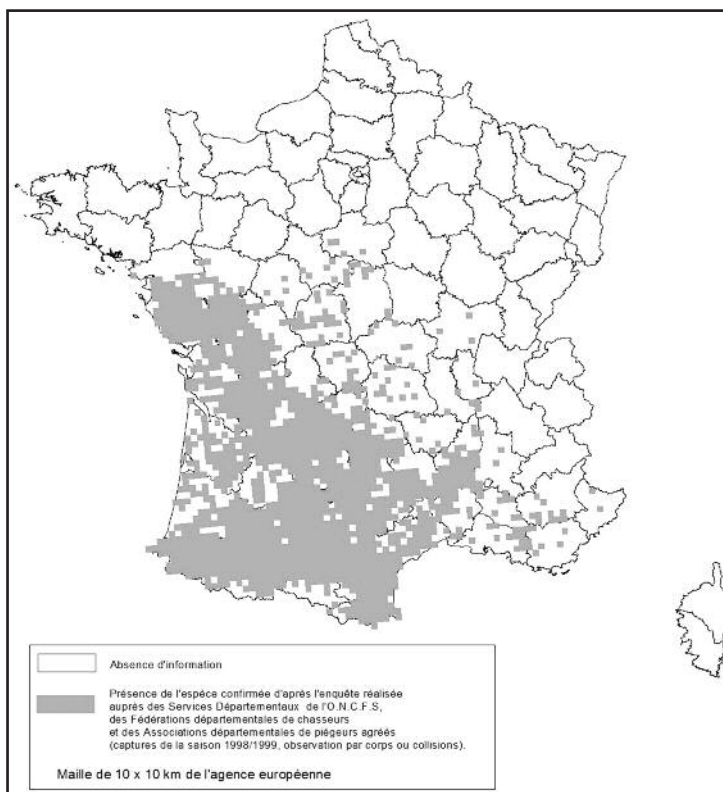 Absence d'information
Présence de l'espéce confirmée d'après l'enquête réalisée
auprès des Services Départementaux de l'O.N.C.F.S,
des Fédérations départementales de chasseurs
et des Associations départementales de piégeurs agréés
(captures de la saison 1998/1999, observation par corps ou collisions).
Maille de 10 x 10 km de l'agence européenne